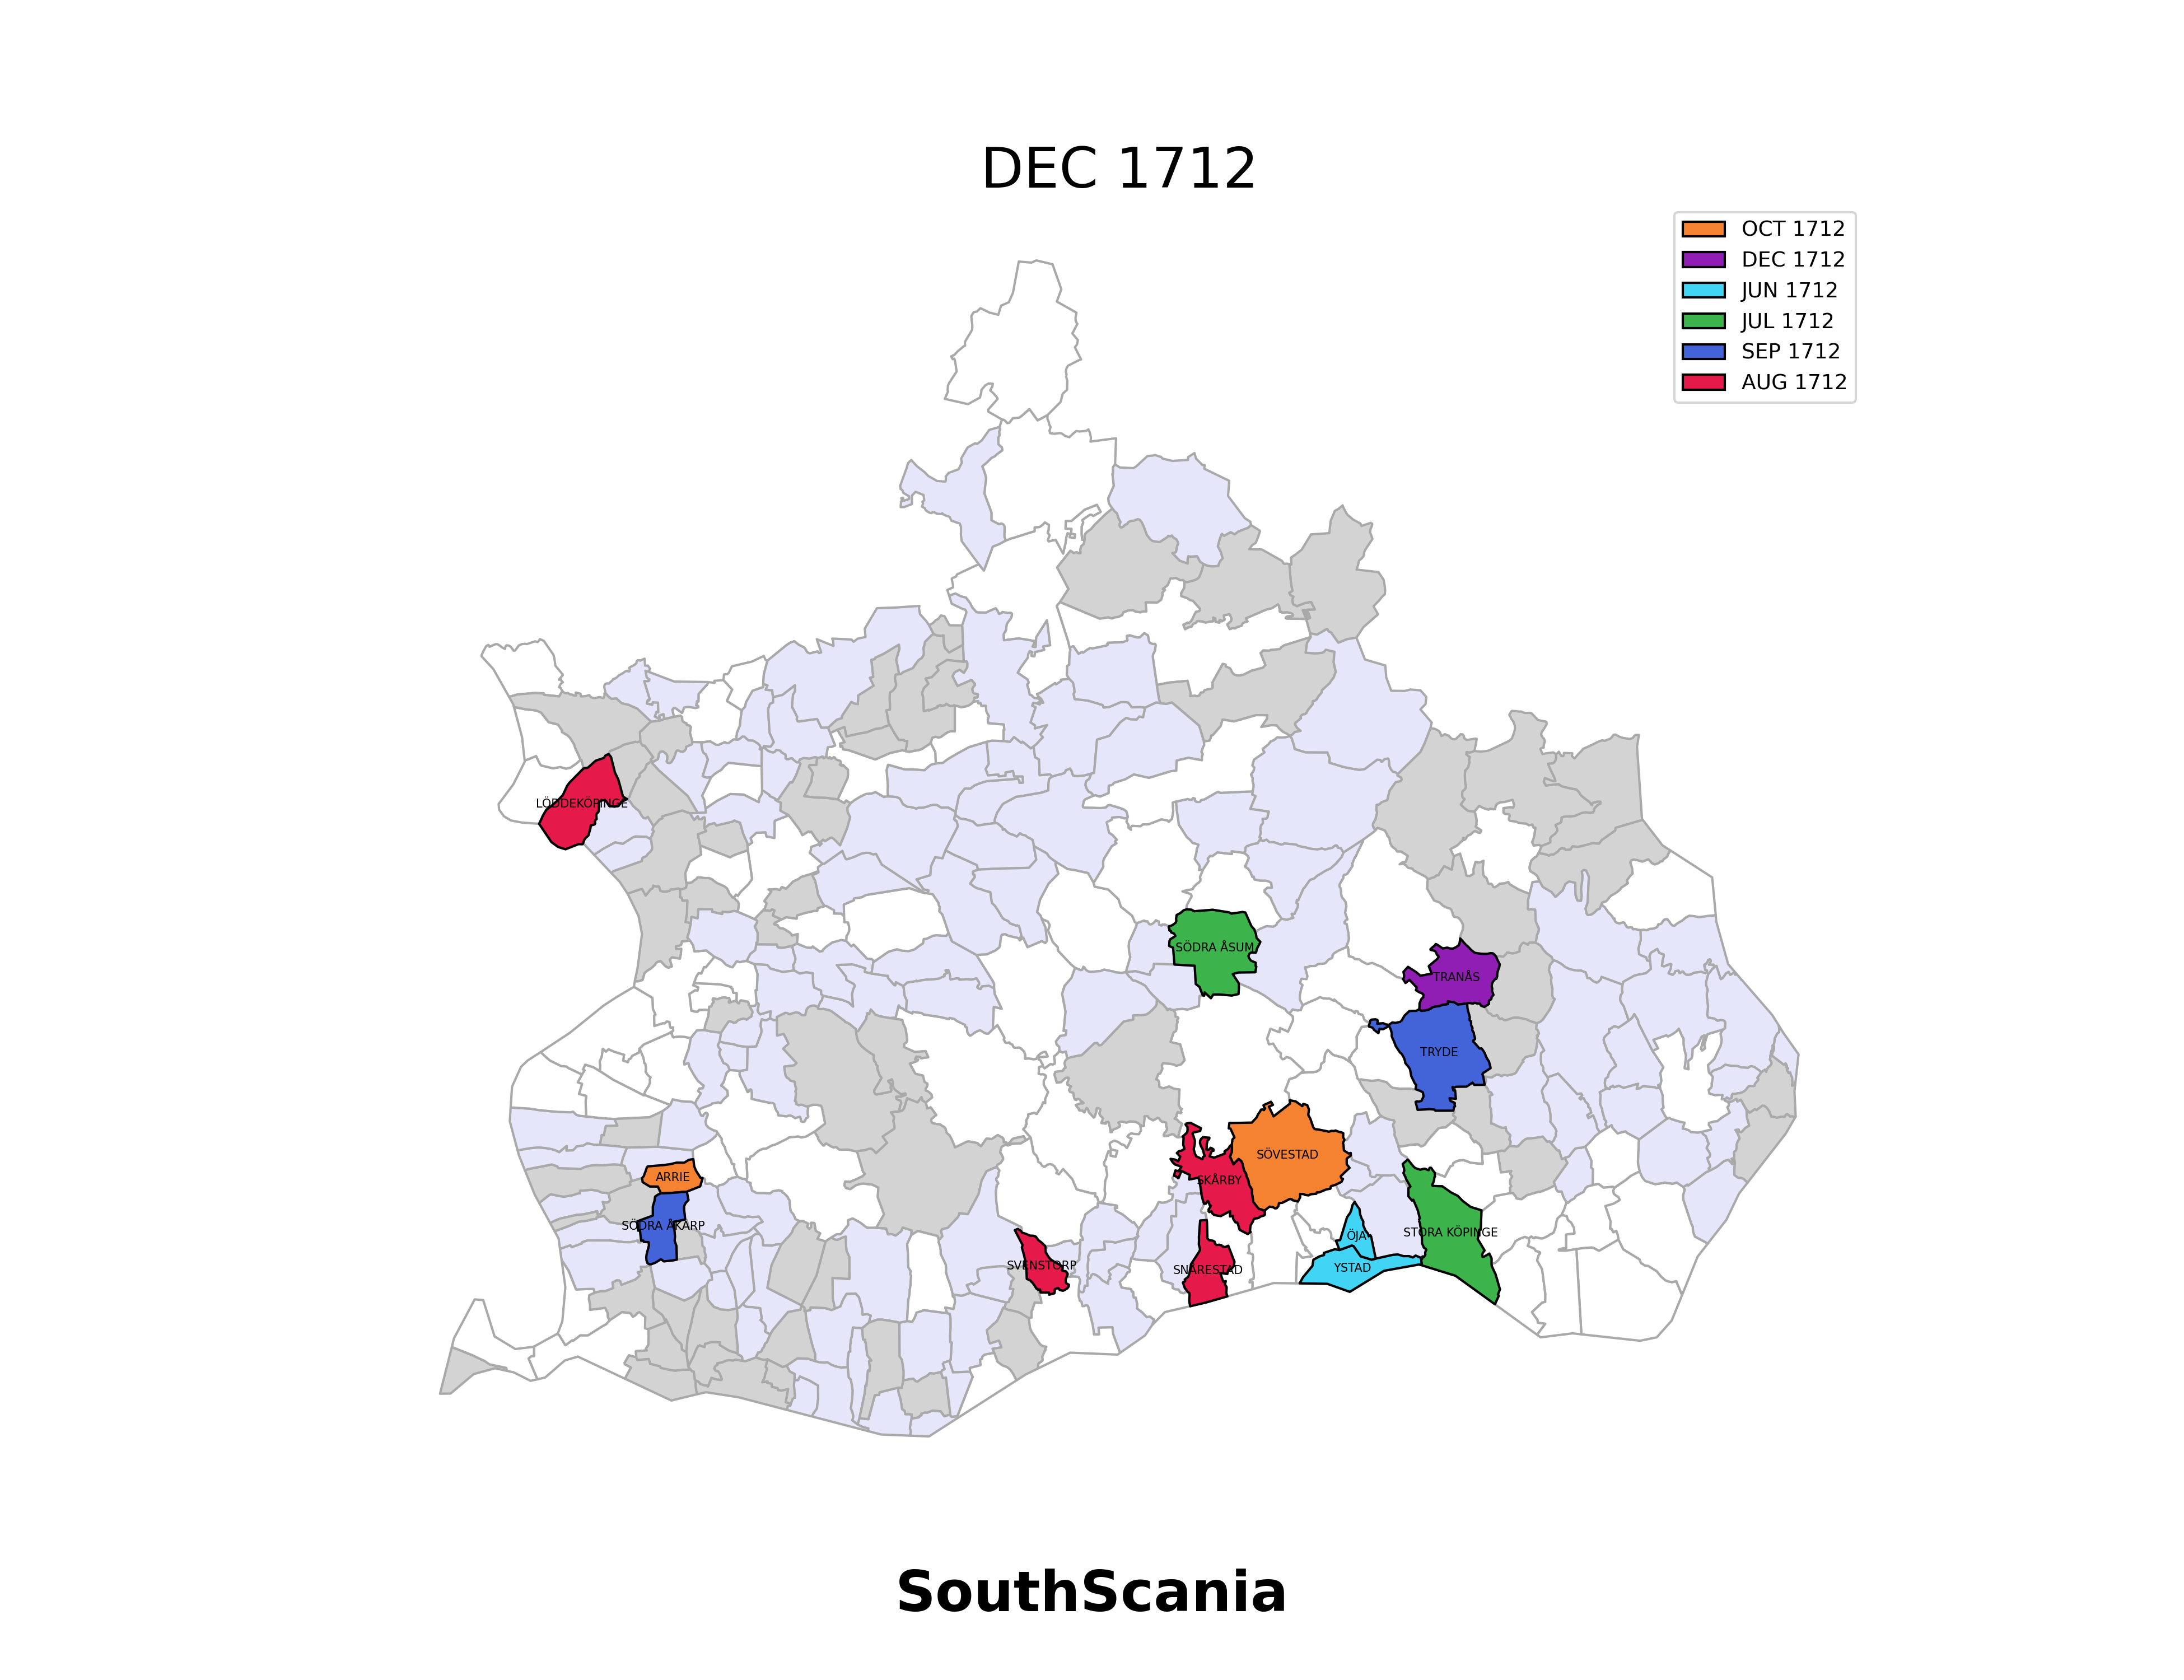 DEC 1712
OCT 1712
DEC 1712
JUN 1712
JUL 1712
SEP 1712
AUG 1712
LÖDDEKÖPINGE
SÖDRA ÅSUM
TRANÅS
TRYDE
SÖVESTAD
ARRIE
SKÅRBY
SÖDRA ÅKARP
STORA KÖPINGE
ÖJA
SVENSTORP
YSTAD
SNÅRESTAD
SouthScania